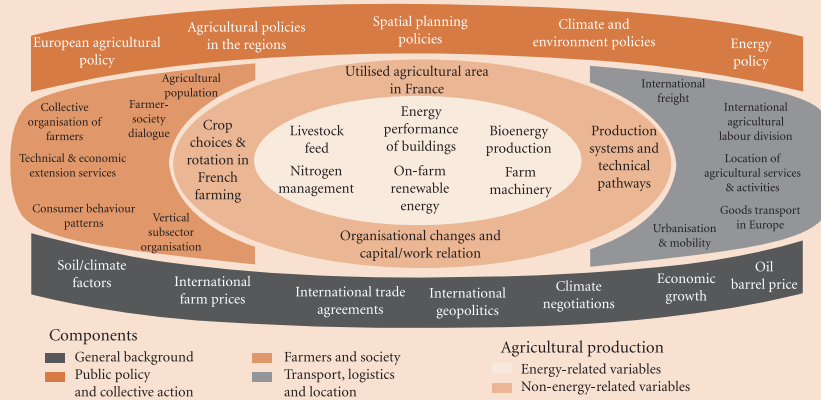 European agricultural
policy
Agricultural policies
in the regions
Spatial planning
policies
Climate and
environment policies
Energy
policy
Agricultural
population
Collective
organisation of
farmers
Farmer-
society
dialogue
Technical & economic
extension services
Consumer behaviour
patterns
Vertical
subsector
organisation
Utilised agricultural area
in France
Crop
choices &
rotation in
French
farming
Livestock
feed
Energy
performance
of buildings
Bioenergy
production
Nitrogen
management
On-farm
renewable
energy
Farm
machinery
Production
systems and
technical
pathways
Organisational changes and
capital/work relation
International
freight
International
agricultural
labour division
Location of
agricultural services
& activities
Goods transport
in Europe
Urbanisation
& mobility
Soil/climate
factors
International
farm prices
International trade
agreements
International
geopolitics
Climate
negotiations
Economic
growth
Oil
barrel price
Components
General background
Public policy
and collective action
Farmers and society
Transport, logistics
and location
Agricultural production
Energy-related variables
Non-energy-related variables